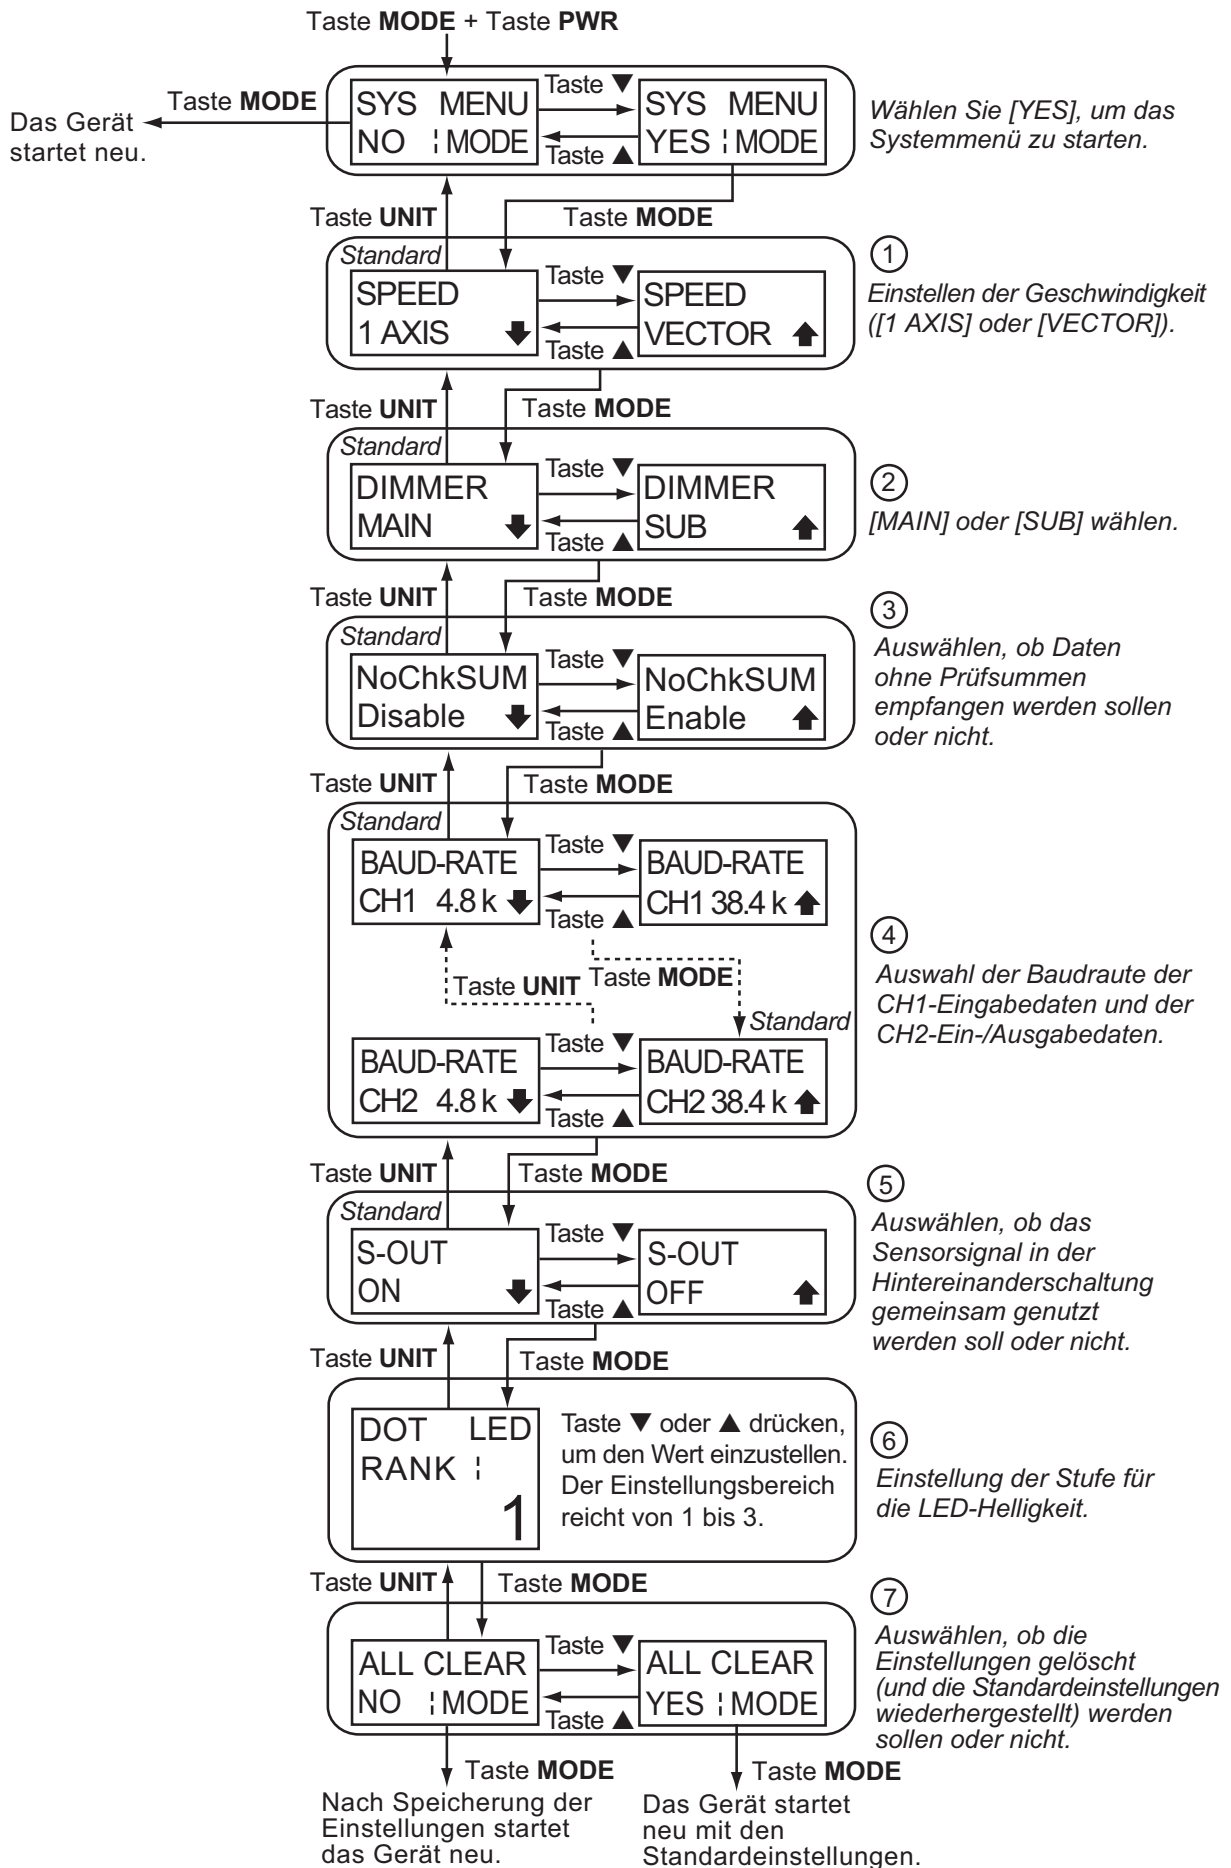 Taste MODE + Taste PWR
Taste MODE
Das Gerät
startet neu.
SYS MENU
NO ¦ MODE
Taste ▼
Taste ▲
SYS MENU
YES ¦ MODE
Wählen Sie [YES], um das
Systemmenü zu starten.
Taste UNIT
Taste MODE
Standard
SPEED
1 AXIS
Taste ▼
Taste ▲
SPEED
VECTOR
1
Einstellen der Geschwindigkeit
([1 AXIS] oder [VECTOR]).
Taste UNIT
Taste MODE
Standard
DIMMER
MAIN
Taste ▼
Taste ▲
DIMMER
SUB
2
[MAIN] oder [SUB] wählen.
Taste UNIT
Taste MODE
Standard
NoChkSUM
Disable
Taste ▼
Taste ▲
NoChkSUM
Enable
3
Auswählen, ob Daten
ohne Prüfsummen
empfangen werden sollen
oder nicht.
Taste UNIT
Taste MODE
Standard
BAUD-RATE
CH1 4.8 k
Taste ▼
Taste ▲
BAUD-RATE
CH1 38.4 k
Taste UNIT
Taste MODE
Standard
BAUD-RATE
CH2 4.8 k
Taste ▼
Taste ▲
BAUD-RATE
CH2 38.4 k
4
Auswahl der Baudraute der
CH1-Eingabedaten und der
CH2-Ein-/Ausgabedaten.
Taste UNIT
Taste MODE
Standard
S-OUT
ON
Taste ▼
Taste ▲
S-OUT
OFF
5
Auswählen, ob das
Sensorsignal in der
Hintereinanderschaltung
gemeinsam genutzt
werden soll oder nicht.
Taste UNIT
Taste MODE
DOT LED
RANK ¦
1
Taste ▼ oder ▲ drücken,
um den Wert einzustellen.
Der Einstellungsbereich
reicht von 1 bis 3.
6
Einstellung der Stufe für
die LED-Helligkeit.
Taste UNIT
Taste MODE
ALL CLEAR
NO ¦ MODE
Taste ▼
Taste ▲
ALL CLEAR
YES ¦ MODE
7
Auswählen, ob die
Einstellungen gelöscht
(und die Standardeinstellungen
wiederhergestellt) werden
sollen oder nicht.
Taste MODE
Nach Speicherung der
Einstellungen startet
das Gerät neu.
Taste MODE
Das Gerät startet
neu mit den
Standardeinstellungen.